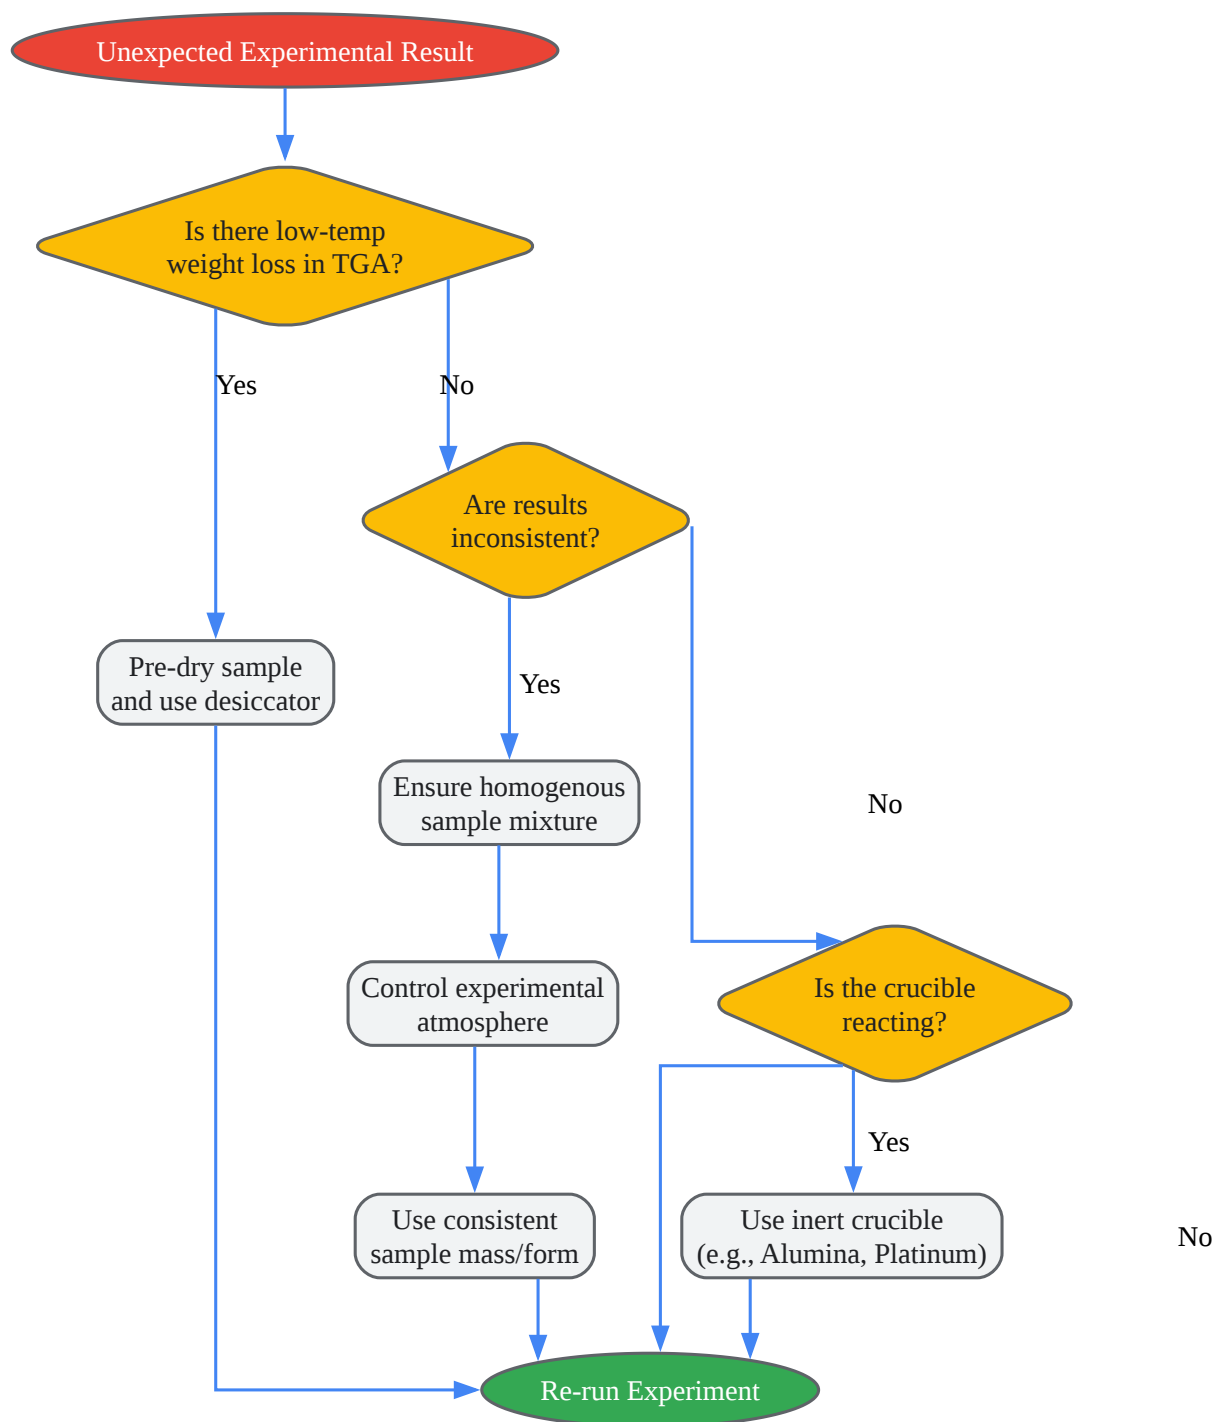 Unexpected Experimental Result
Is there low-temp
weight loss in TGA?
Yes
No
Are results
inconsistent?
Pre-dry sample
and use desiccator
Yes
Ensure homogenous
sample mixture
No
Control experimental
atmosphere
Is the crucible
reacting?
Yes
Use consistent
sample mass/form
Use inert crucible
(e.g., Alumina, Platinum)
No
Re-run Experiment